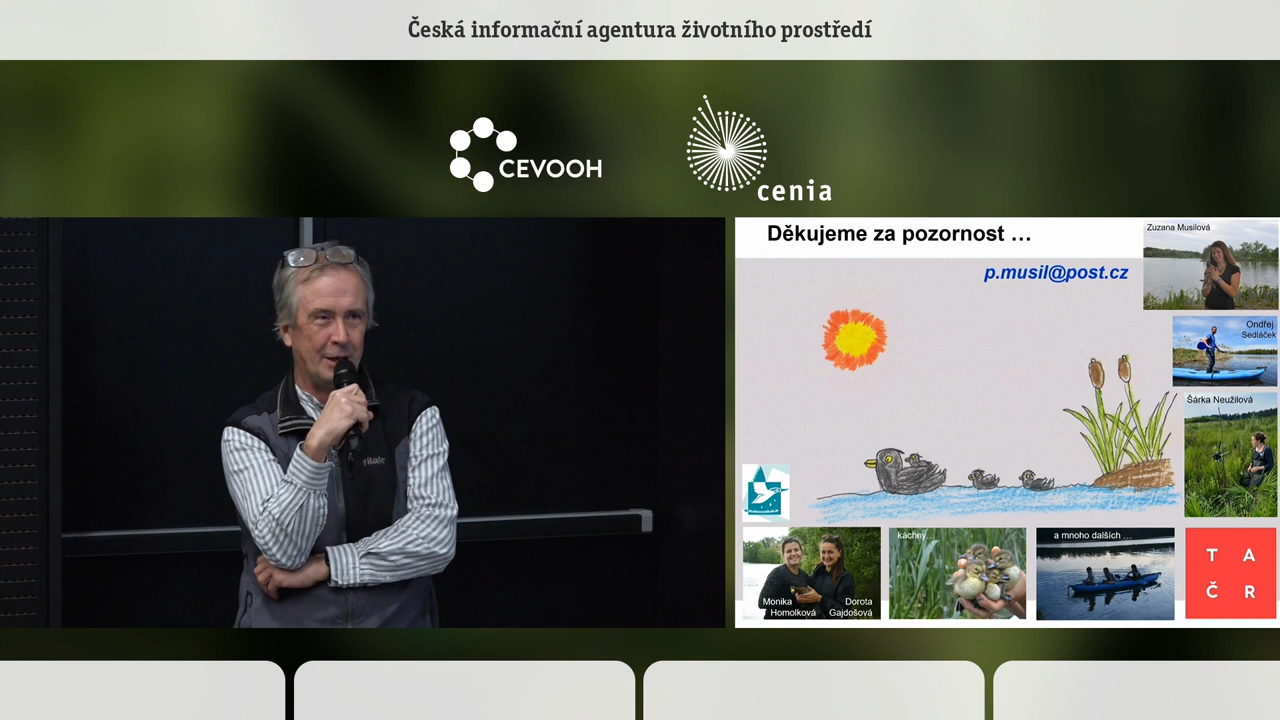 Česká informační agentura životního prostředí
CEVOOH
cenia
Děkujeme za pozornost …
p.musil@post.cz
Zuzana Musilová
Ondřej
Sedláček
Šárka Neužilová
káchny…
a mnoho dalších …
Monika
Homolková
Dorota
Gajdošová
T A
Č R